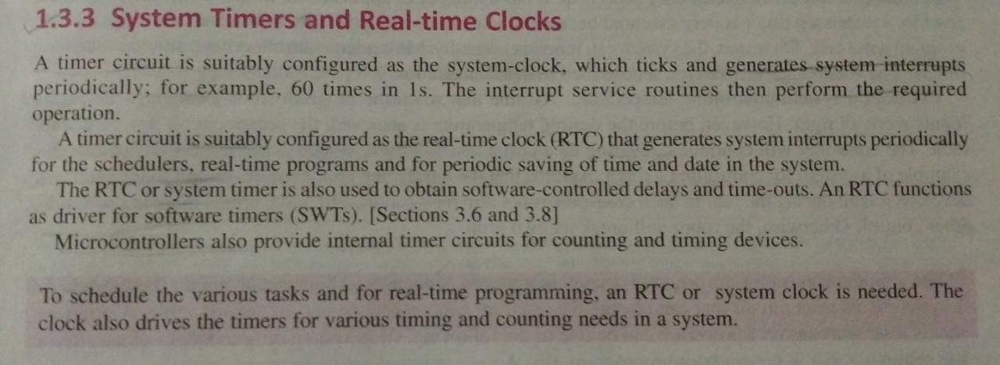 1.3.3 System Timers and Real-time Clocks
A timer circuit is suitably configured as the system-clock, which ticks and generates system interrupts
periodically; for example, 60 times in 1s. The interrupt service routines then perform the required
operation.
A timer circuit is suitably configured as the real-time clock (RTC) that generates system interrupts periodically
for the schedulers, real-time programs and for periodic saving of time and date in the system.
The RTC or system timer is also used to obtain software-controlled delays and time-outs. An RTC functions
as driver for software timers (SWTs). [Sections 3.6 and 3.8]
Microcontrollers also provide internal timer circuits for counting and timing devices.
To schedule the various tasks and for real-time programming, an RTC or system clock is needed. The
clock also drives the timers for various timing and counting needs in a system.